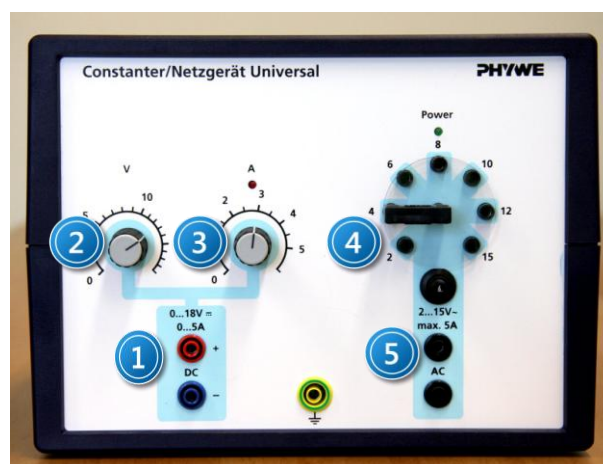 Constanter/Netzgerät Universal
PHYWE
Power
8
6
10
4
12
2
15
V
10
5
0
A
2
3
4
5
0
2
3
4
1
5
0...18V ⎓
0...5A
+
DC
−
2...15V~
max. 5A
AC